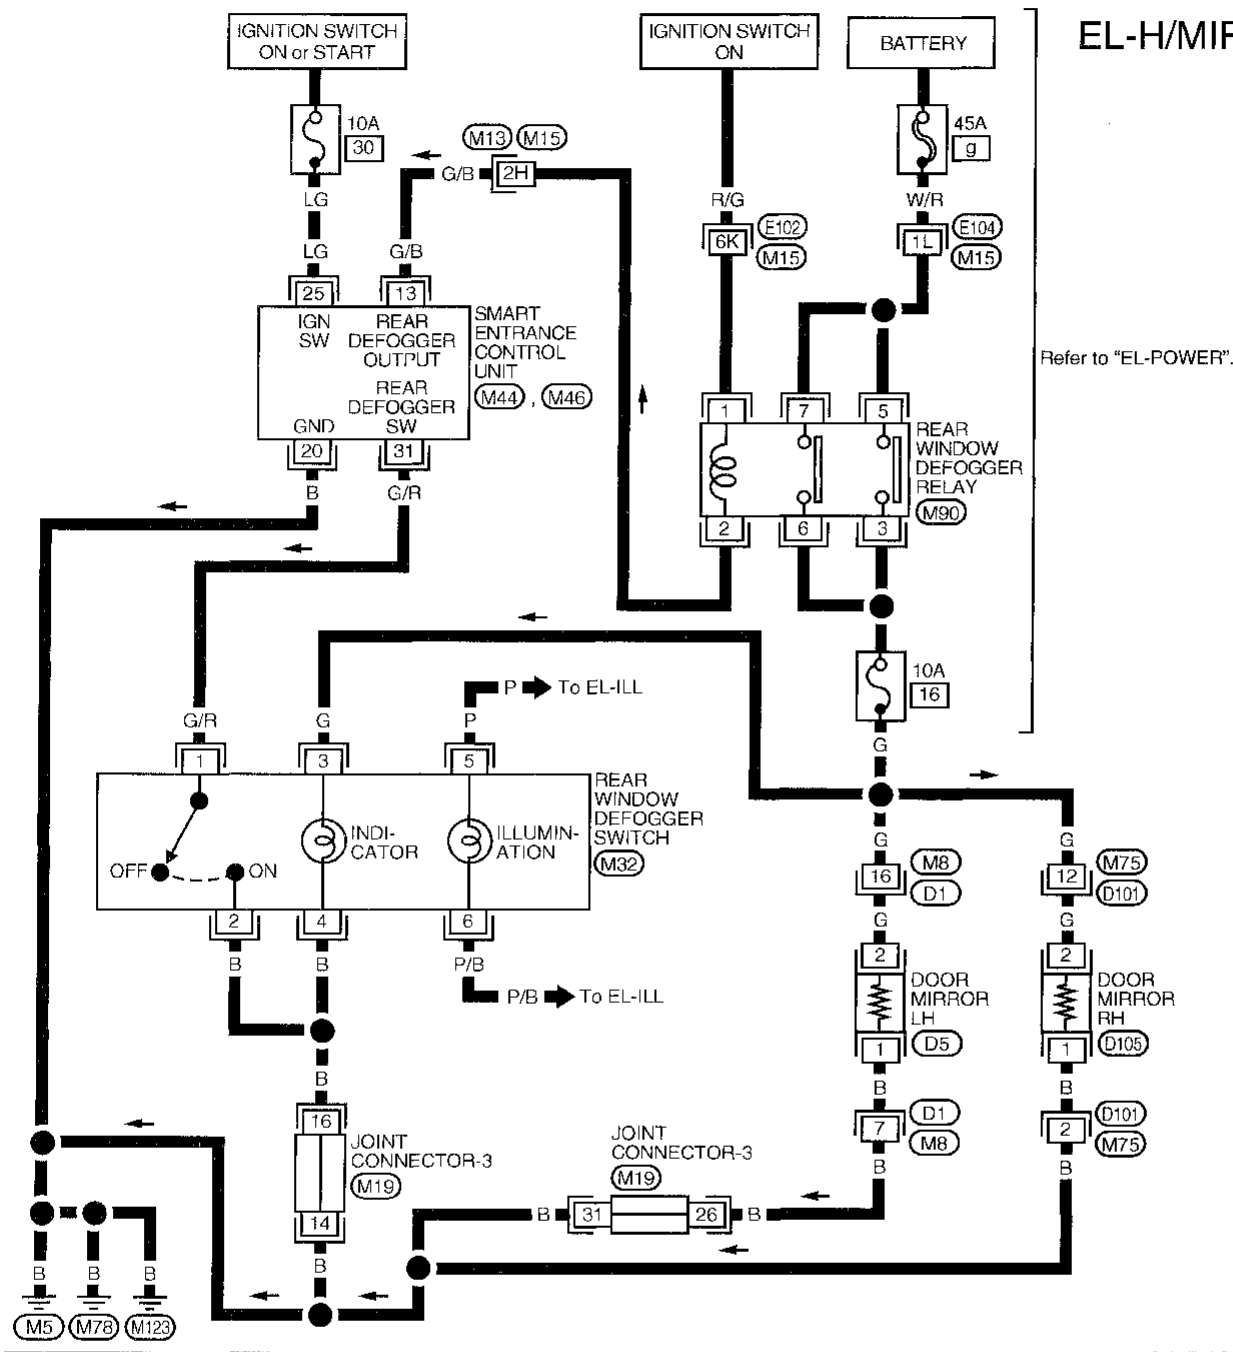 EL-H/MIR
IGNITION SWITCH
ON or START
IGNITION SWITCH
ON
BATTERY
10A
30
45A
g
M13 M15
G/B
2H
LG
R/G
W/R
6K
E102
M15
1L
E104
M15
LG
G/B
25
13
IGN
SW
REAR
DEFOGGER
OUTPUT
REAR
DEFOGGER
SW
GND
SMART
ENTRANCE
CONTROL
UNIT
M44 , M46
20
31
B
G/R
Refer to "EL-POWER".
1
7
5
REAR
WINDOW
DEFOGGER
RELAY
M90
2
6
3
10A
16
G
P
To EL-ILL
G/R
G
P
1
3
5
OFF
ON
INDI-
CATOR
ILLUMIN-
ATION
REAR
WINDOW
DEFOGGER
SWITCH
M32
2
4
6
B
B
P/B
P/B
To EL-ILL
G
G
16
M8
D1
12
M75
D101
G
G
2
2
DOOR
MIRROR
LH
D5
DOOR
MIRROR
RH
D105
1
1
B
B
7
D1
M8
2
D101
M75
B
B
B
16
JOINT
CONNECTOR-3
M19
14
B
JOINT
CONNECTOR-3
M19
B
31
26
B
B
B
B
M5
M78
M123